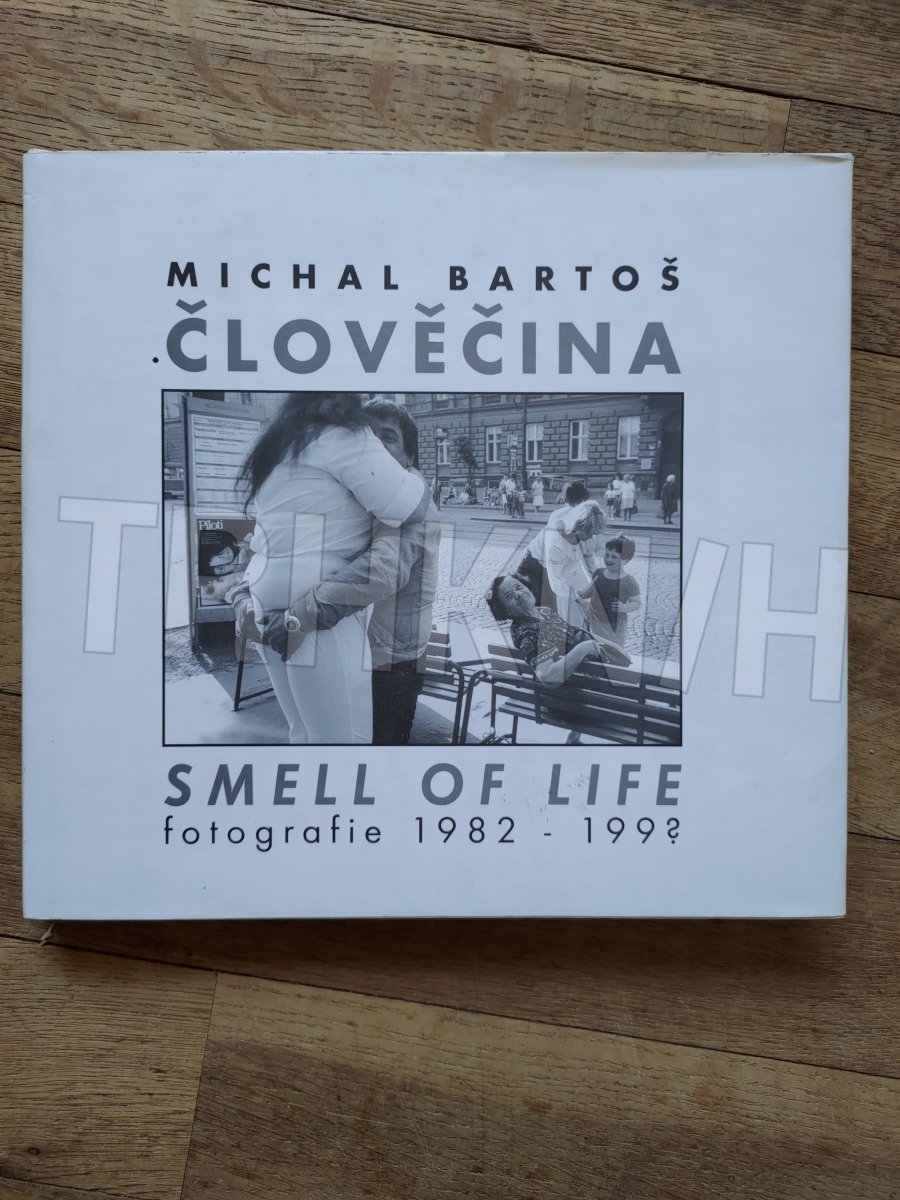 MICHAL BARTOŠ
ČLOVĚČINA
Piloti
SMELL OF LIFE
fotografie 1982 - 199?